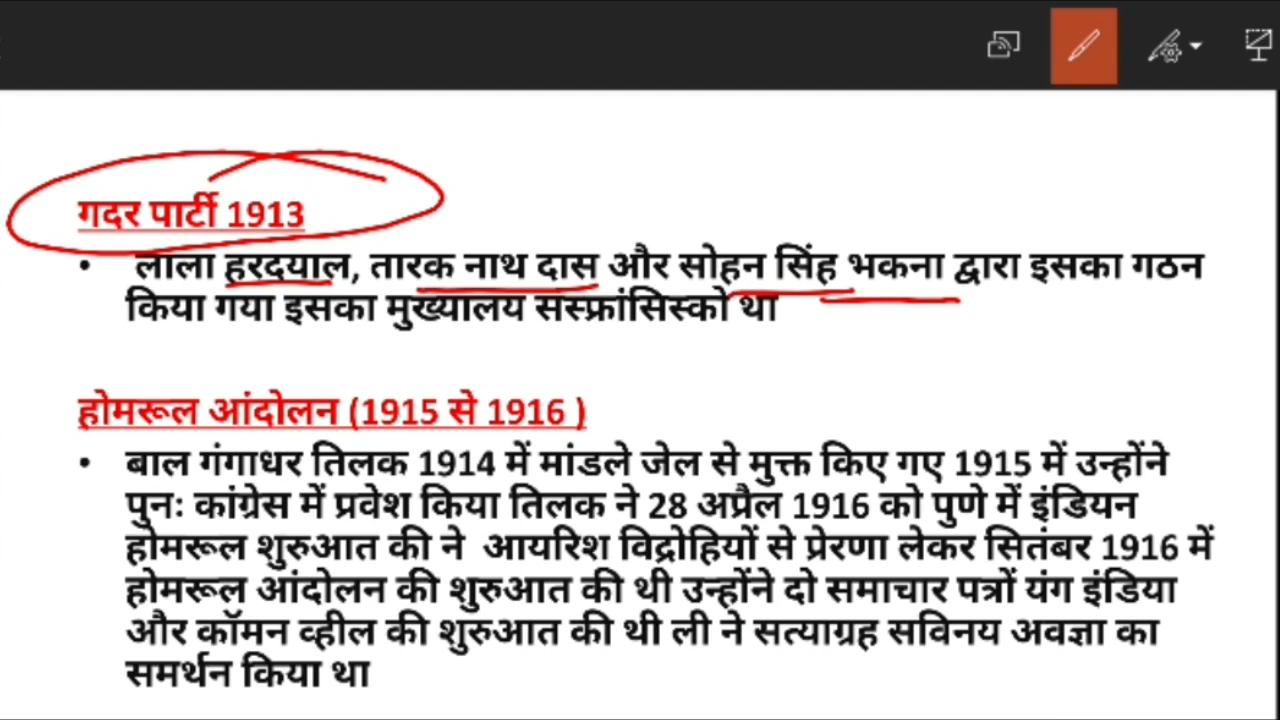 गदर पार्टी 1913
• लाला हरदयाल, तारक नाथ दास और सोहन सिंह भकना द्वारा इसका गठन
किया गया इसका मुख्यालय संस्फ्रांसिस्को था
होमरूल आंदोलन (1915 से 1916 )
• बाल गंगाधर तिलक 1914 में मांडले जेल से मुक्त किए गए 1915 में उन्होंने
पुनः कांग्रेस में प्रवेश किया तिलक ने 28 अप्रैल 1916 को पुणे में इंडियन
होमरूल शुरुआत की ने आयरिश विद्रोहियों से प्रेरणा लेकर सितंबर 1916 में
होमरूल आंदोलन की शुरुआत की थी उन्होंने दो समाचार पत्रों यंग इंडिया
और कॉमन व्हील की शुरुआत की थी ली ने सत्याग्रह सविनय अवज्ञा का
समर्थन किया था